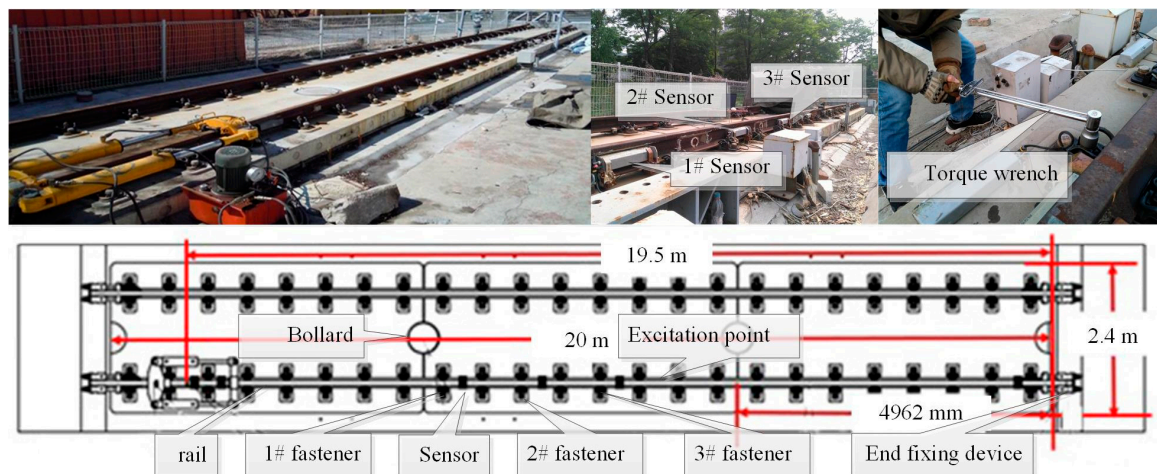 3# Sensor
2# Sensor
1# Sensor
Torque wrench
19.5 m
Bollard
20 m
Excitation point
2.4 m
4962 mm
rail
1# fastener
Sensor
2# fastener
3# fastener
End fixing device